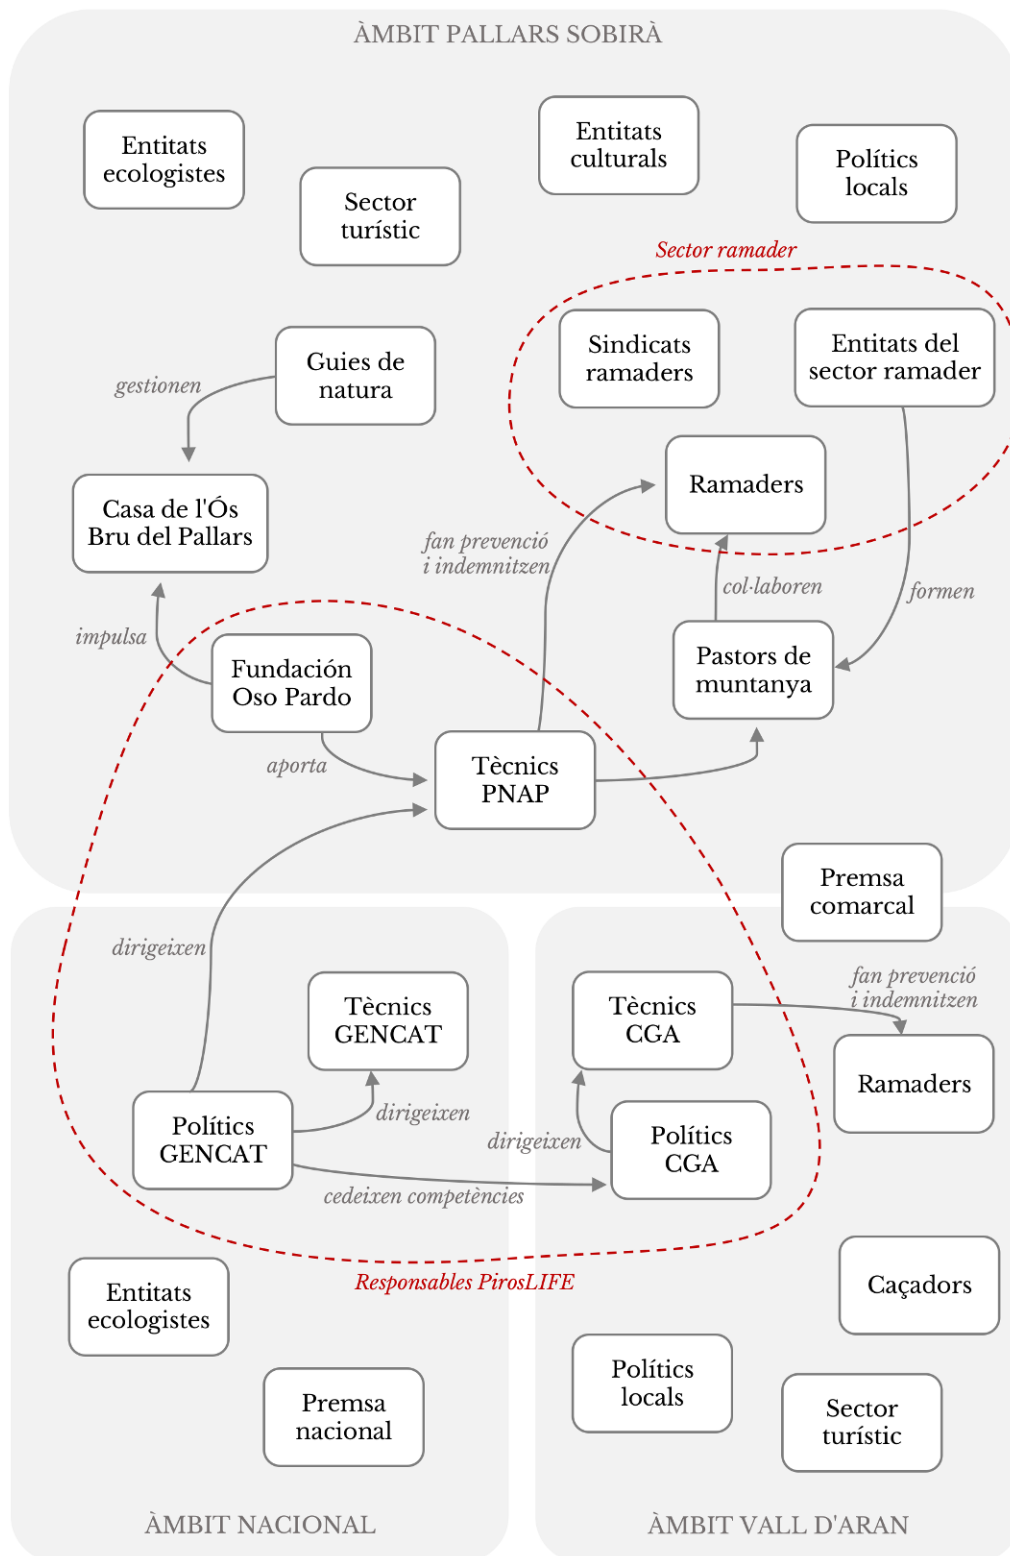 ÀMBIT PALLARS SOBIRÀ
Entitats
ecologistes
Sector
turístic
Entitats
culturals
Polítics
locals
Sector ramader
Sindicats
ramaders
Entitats del
sector ramader
Guies de
natura
gestionen
Casa de l'Ós
Bru del Pallars
Ramaders
fan prevenció
i indemnitzen
col·laboren
formen
impulsa
Fundación
Oso Pardo
Pastors de
muntanya
aporta
Tècnics
PNAP
Premsa
comarcal
dirigeixen
Tècnics
GENCAT
Tècnics
CGA
fan prevenció
i indemnitzen
Ramaders
Polítics
GENCAT
dirigeixen
dirigeixen
Polítics
CGA
cedeixen competències
Responsables PirosLIFE
Entitats
ecologistes
Premsa
nacional
Caçadors
Polítics
locals
Sector
turístic
ÀMBIT NACIONAL
ÀMBIT VALL D'ARAN